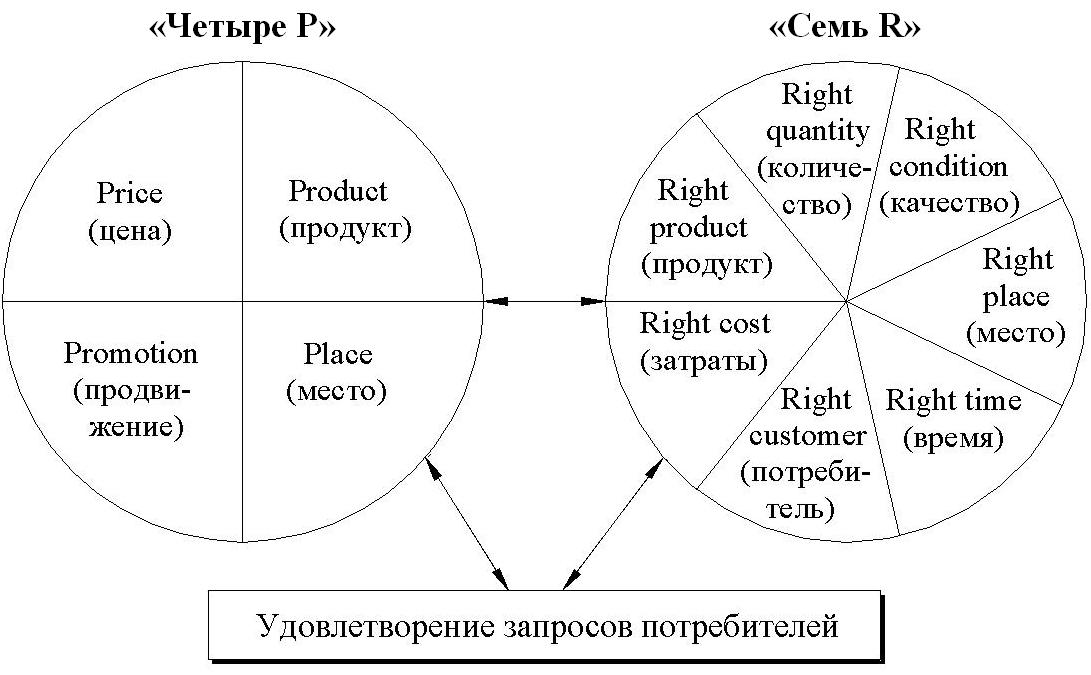 «Четыре P»
Price
(цена)
Product
(продукт)
Promotion
(продви-
жение)
Place
(место)
«Семь R»
Right
quantity
(количе-
ство)
Right
condition
(качество)
Right
product
(продукт)
Right
place
(место)
Right cost
(затраты)
Right
customer
(потреби-
тель)
Right time
(время)
Удовлетворение запросов потребителей